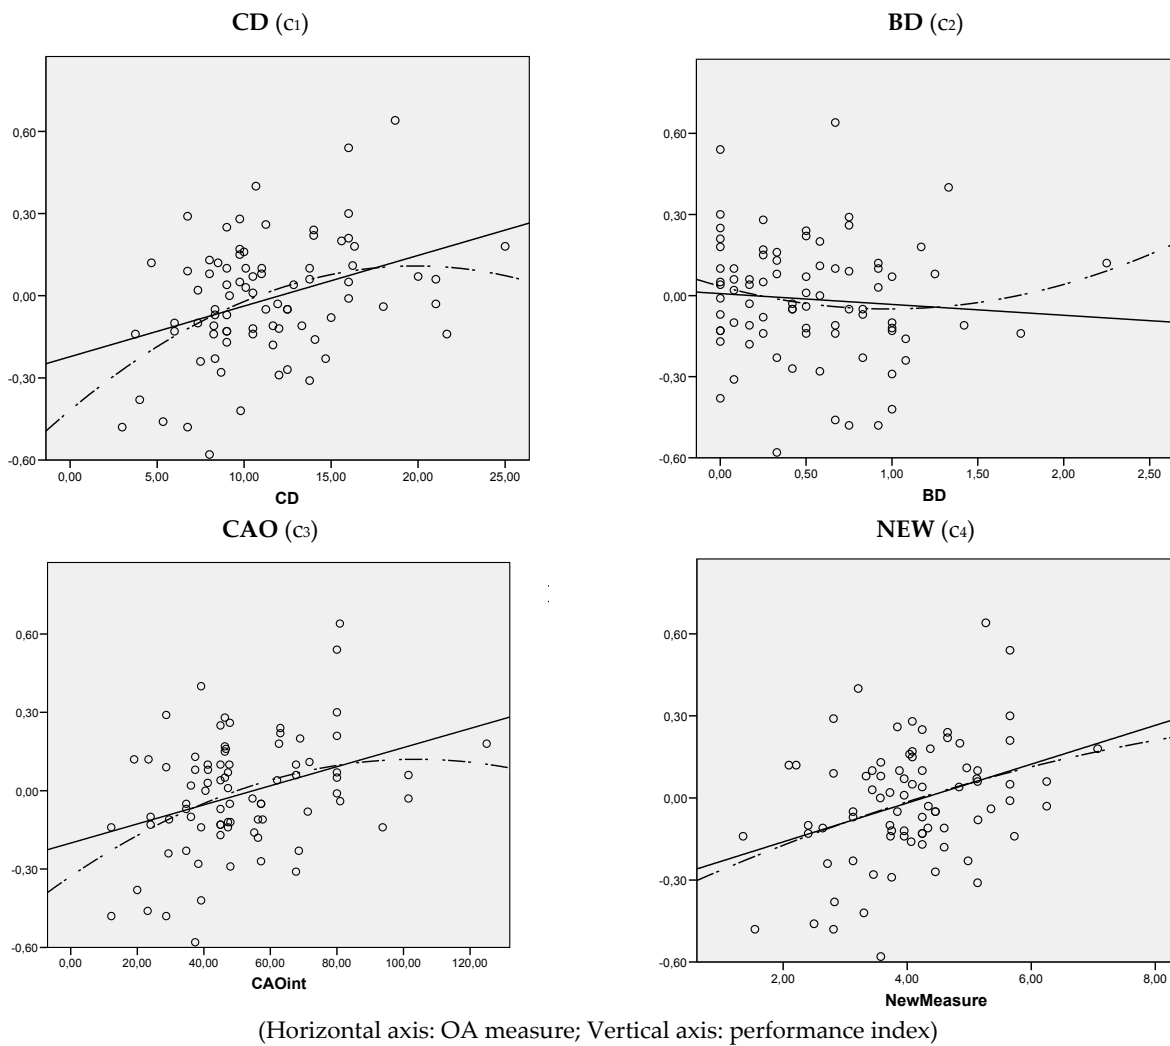 CD (c1)
0,60
0,30
0,00
-0,30
-0,60
0,00 5,00 10,00 15,00 20,00 25,00
CD
BD (c2)
0,60
0,30
0,00
-0,30
-0,60
0,00 0,50 1,00 1,50 2,00 2,50
BD
CAO (c3)
0,60
0,30
0,00
-0,30
-0,60
0,00 20,00 40,00 60,00 80,00 100,00 120,00
CAOint
NEW (c4)
0,60
0,30
0,00
-0,30
-0,60
2,00 4,00 6,00 8,00
NewMeasure
(Horizontal axis: OA measure; Vertical axis: performance index)